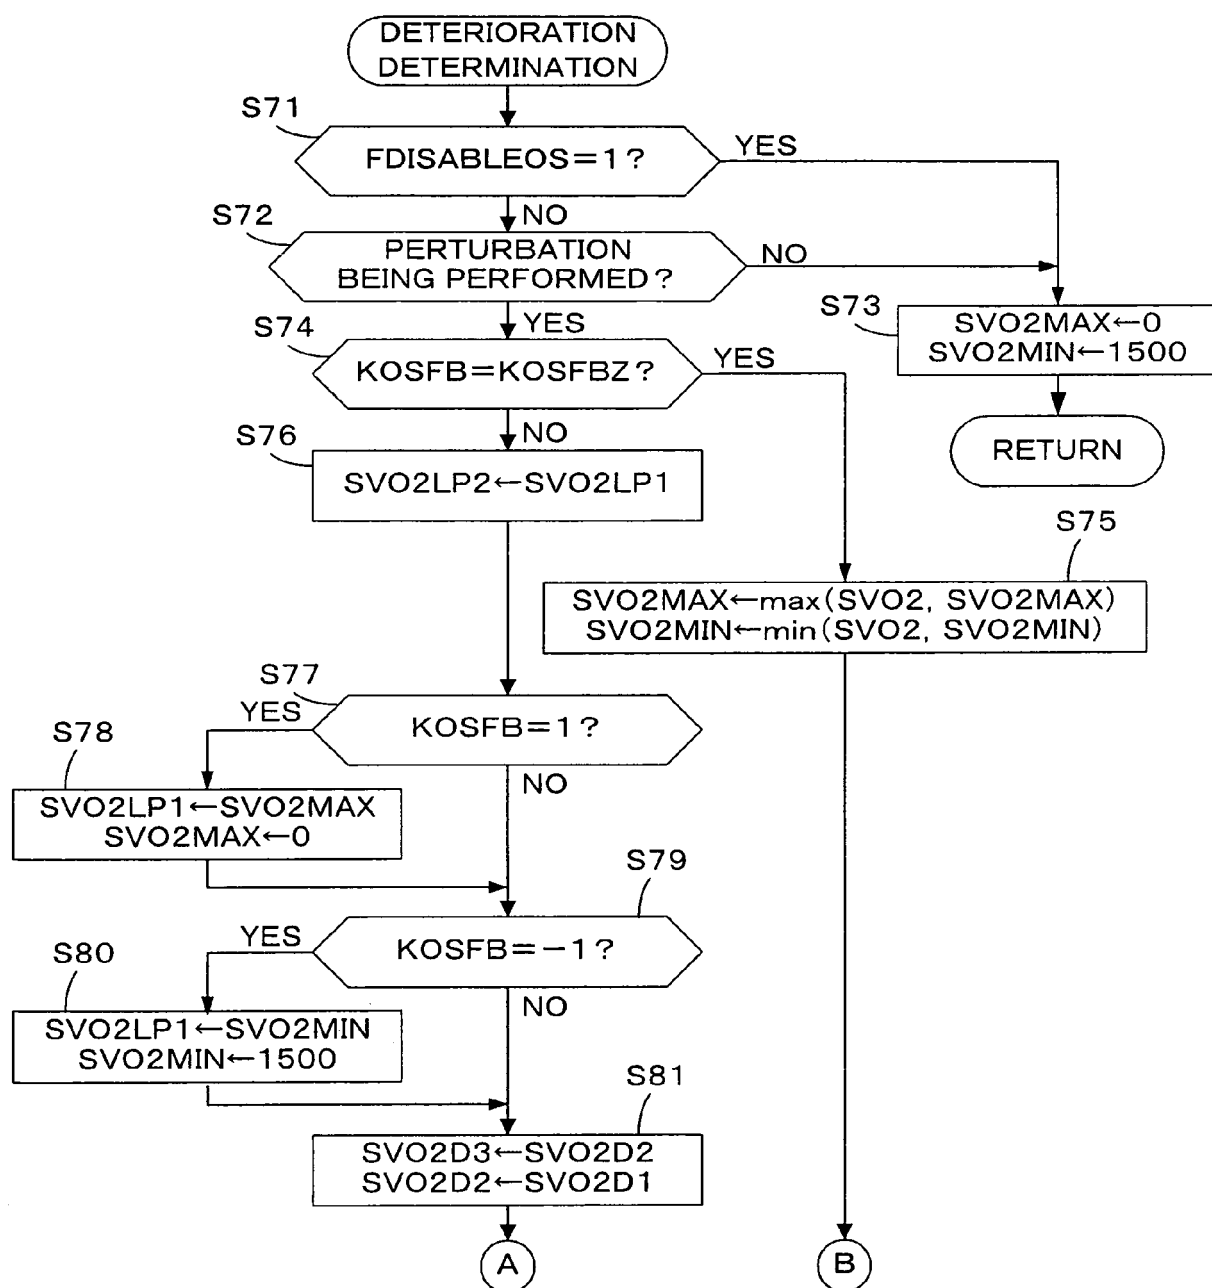 DETERIORATION
DETERMINATION
S71
FDISABLEOS=1?
YES
NO
S72
PERTURBATION
BEING PERFORMED?
NO
YES
S73
SVO2MAX←0
SVO2MIN←1500
RETURN
S74
KOSFB=KOSFBZ?
YES
NO
S76
SVO2LP2←SVO2LP1
S75
SVO2MAX←max(SVO2, SVO2MAX)
SVO2MIN←min(SVO2, SVO2MIN)
S77
KOSFB=1?
YES
NO
S78
SVO2LP1←SVO2MAX
SVO2MAX←0
S79
KOSFB=-1?
YES
NO
S80
SVO2LP1←SVO2MIN
SVO2MIN←1500
S81
SVO2D3←SVO2D2
SVO2D2←SVO2D1
A
B